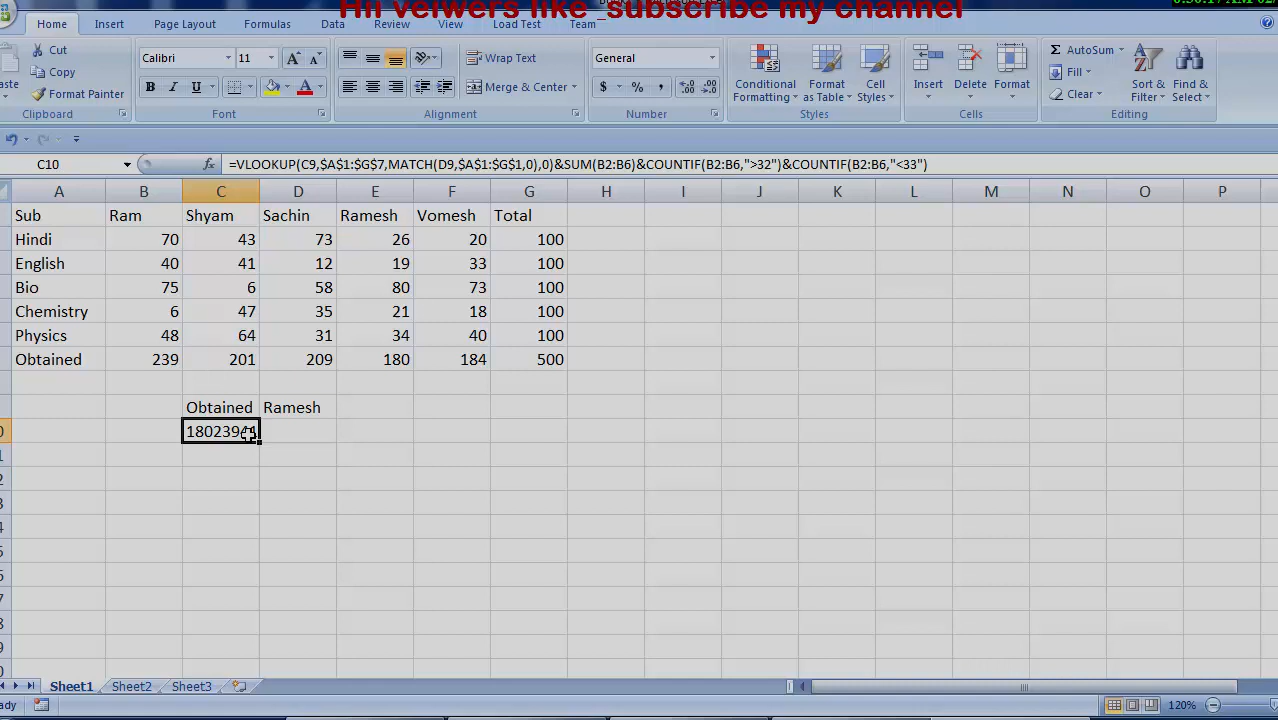 Hii veiwers like _subscribe my channel
Home Insert Page Layout Formulas Data Review View Load Test Team
Cut
Copy
Format Painter
Clipboard
Calibri 11
B I U
Font
Wrap Text
Merge & Center
Alignment
General
$ % ,
Number
Conditional Formatting
Format as Table
Cell Styles
Styles
Insert Delete Format
Cells
AutoSum
Fill
Clear
Sort & Filter
Find & Select
Editing
C10 fx =VLOOKUP(C9,$A$1:$G$7,MATCH(D9,$A$1:$G$1,0),0)&SUM(B2:B6)&COUNTIF(B2:B6,">32")&COUNTIF(B2:B6,"<33")
A B C D E F G H I J K L M N O P
Sub Ram Shyam Sachin Ramesh Vomesh Total
Hindi 70 43 73 26 20 100
English 40 41 12 19 33 100
Bio 75 6 58 80 73 100
Chemistry 6 47 35 21 18 100
Physics 48 64 31 34 40 100
Obtained 239 201 209 180 184 500
Obtained Ramesh
Sheet1 Sheet2 Sheet3
120%